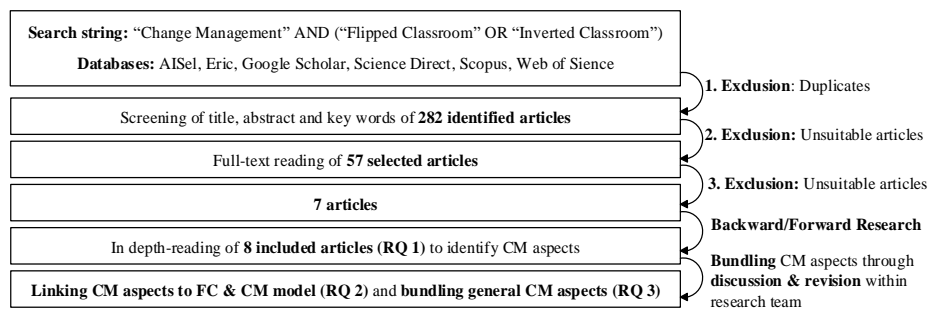 Search string: “Change Management” AND (“Flipped Classroom” OR “Inverted Classroom”)
Databases: AISel, Eric, Google Scholar, Science Direct, Scopus, Web of Sience
1. Exclusion: Duplicates
Screening of title, abstract and key words of 282 identified articles
2. Exclusion: Unsuitable articles
Full-text reading of 57 selected articles
3. Exclusion: Unsuitable articles
7 articles
Backward/Forward Research
In depth-reading of 8 included articles (RQ 1) to identify CM aspects
Bundling CM aspects through
discussion & revision within
research team
Linking CM aspects to FC & CM model (RQ 2) and bundling general CM aspects (RQ 3)